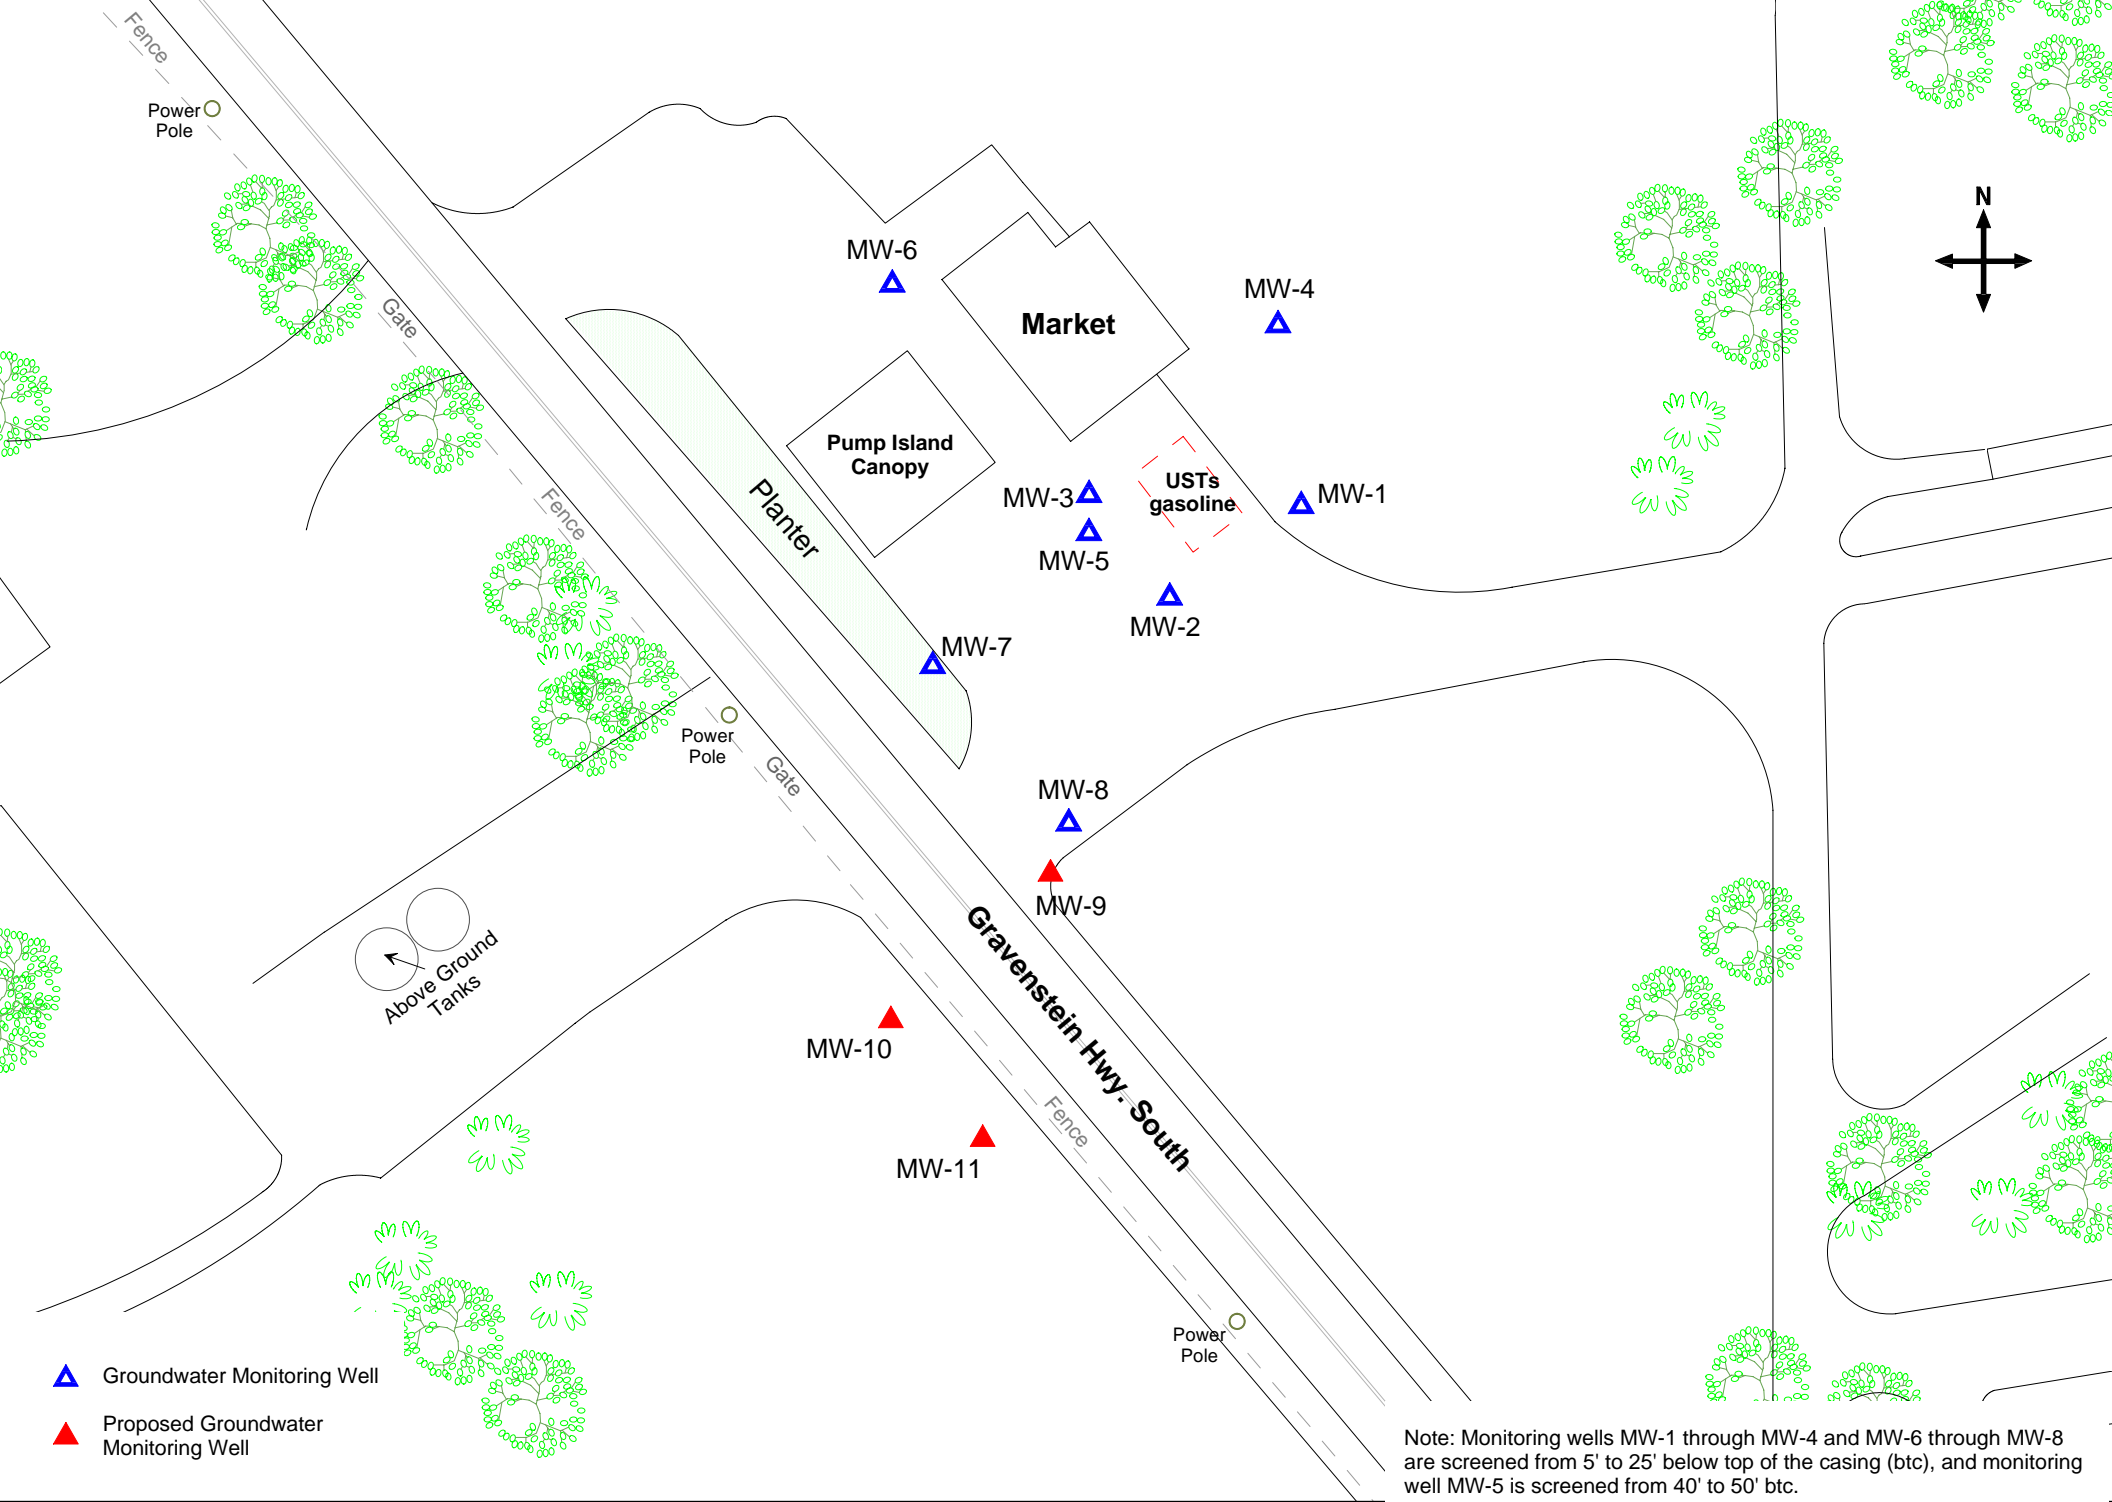 Fence
Power
Pole
N
MW-6
MW-4
Gate
Market
Pump Island
Canopy
USTs
gasoline
MW-3
MW-1
Planter
Fence
MW-5
MW-2
MW-7
Power
Pole
Gate
MW-8
MW-9
Above Ground
Tanks
Gravenstein Hwy. South
MW-10
Fence
MW-11
Power
Pole
Groundwater Monitoring Well
Proposed Groundwater
Monitoring Well
Note: Monitoring wells MW-1 through MW-4 and MW-6 through MW-8
are screened from 5' to 25' below top of the casing (btc), and monitoring
well MW-5 is screened from 40' to 50' btc.